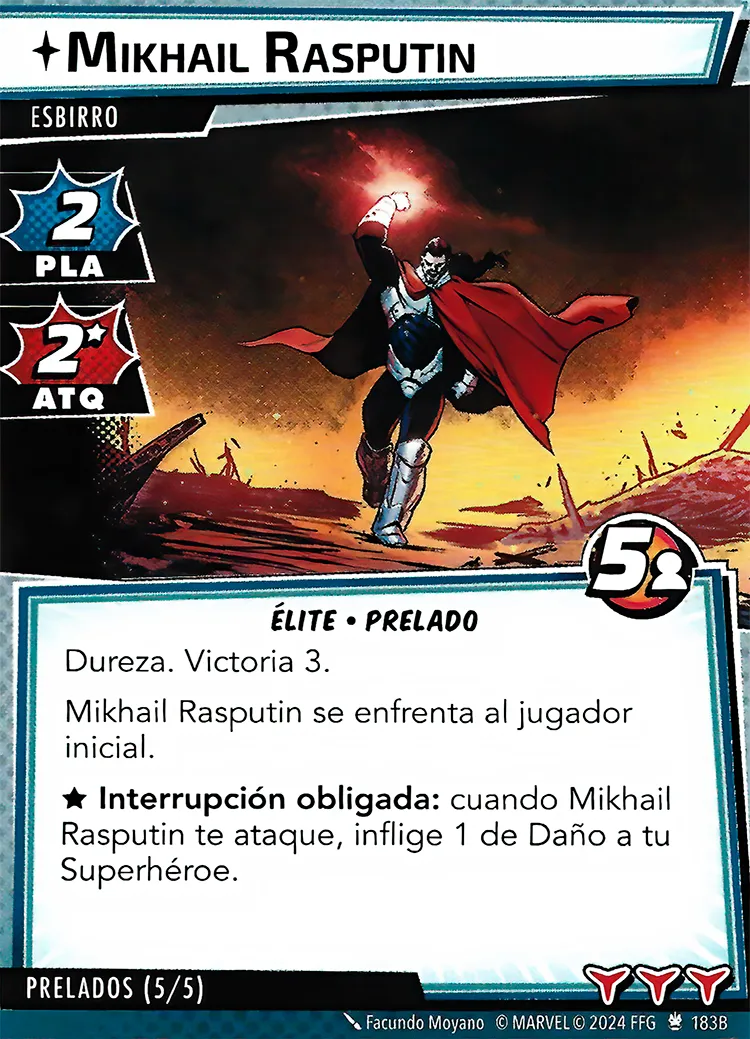 Mikhail Rasputin
ESBIRRO
2
PLA
2★
ATQ
5
ÉLITE • PRELADO
Dureza. Victoria 3.
Mikhail Rasputin se enfrenta al jugador
inicial.
★ Interrupción obligada: cuando Mikhail
Rasputin te ataque, inflige 1 de Daño a tu
Superhéroe.
PRELADOS (5/5)
Facundo Moyano © MARVEL © 2024 FFG 183B